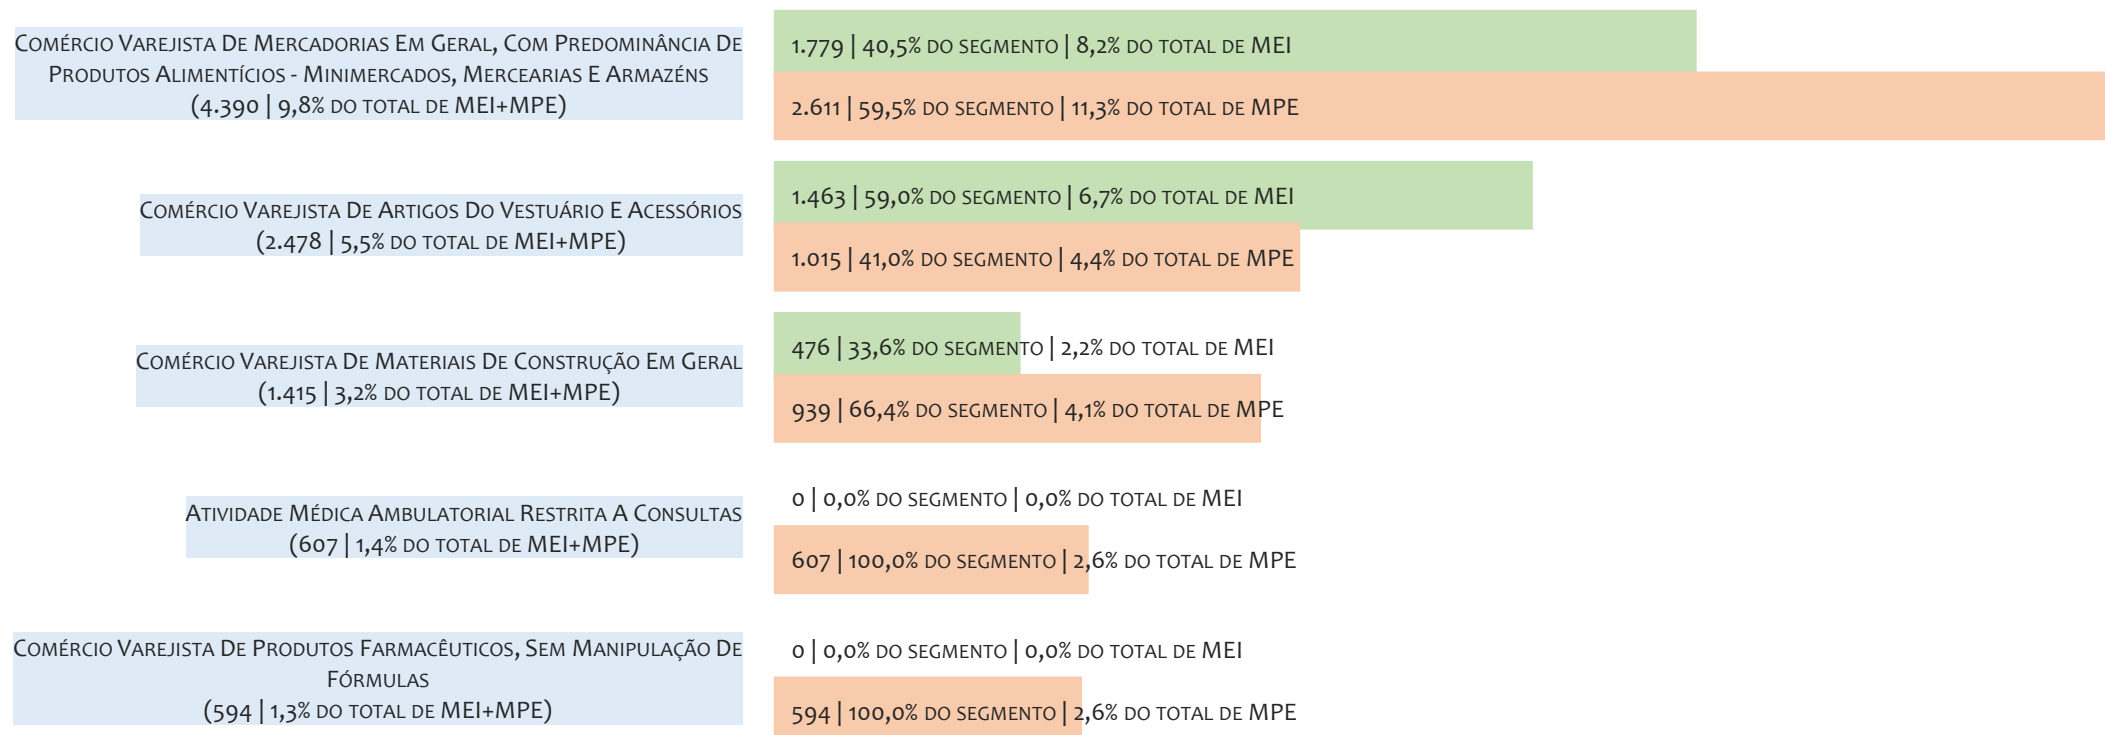 Comércio Varejista De Mercadorias Em Geral, Com Predominância De
Produtos Alimentícios - Minimercados, Mercearias E Armazéns
(4.390 | 9,8% do total de MEI+MPE)
1.779 | 40,5% do segmento | 8,2% do total de MEI
2.611 | 59,5% do segmento | 11,3% do total de MPE
Comércio Varejista De Artigos Do Vestuário E Acessórios
(2.478 | 5,5% do total de MEI+MPE)
1.463 | 59,0% do segmento | 6,7% do total de MEI
1.015 | 41,0% do segmento | 4,4% do total de MPE
Comércio Varejista De Materiais De Construção Em Geral
(1.415 | 3,2% do total de MEI+MPE)
476 | 33,6% do segmento | 2,2% do total de MEI
939 | 66,4% do segmento | 4,1% do total de MPE
Atividade Médica Ambulatorial Restrita A Consultas
(607 | 1,4% do total de MEI+MPE)
0 | 0,0% do segmento | 0,0% do total de MEI
607 | 100,0% do segmento | 2,6% do total de MPE
Comércio Varejista De Produtos Farmacêuticos, Sem Manipulação De
Fórmulas
(594 | 1,3% do total de MEI+MPE)
0 | 0,0% do segmento | 0,0% do total de MEI
594 | 100,0% do segmento | 2,6% do total de MPE